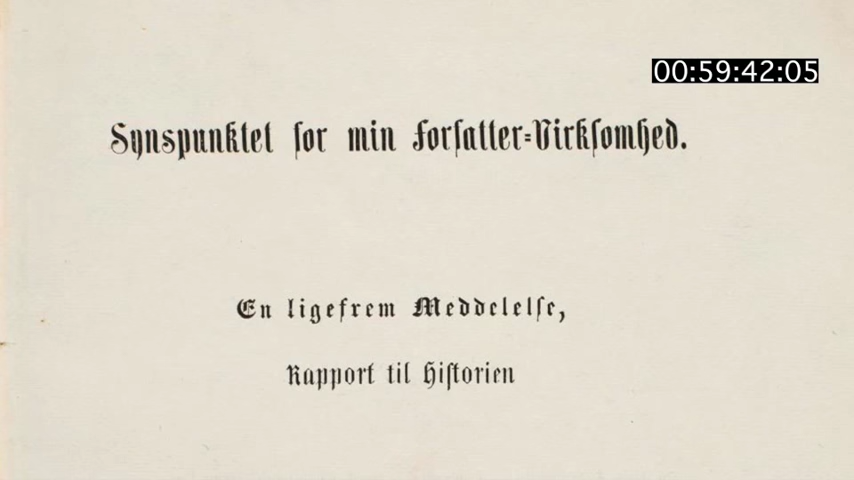 00:59:42:05
Synspunktet for min Forfatter-Virksomhed.
En ligefrem Meddelelse,
Rapport til Historien